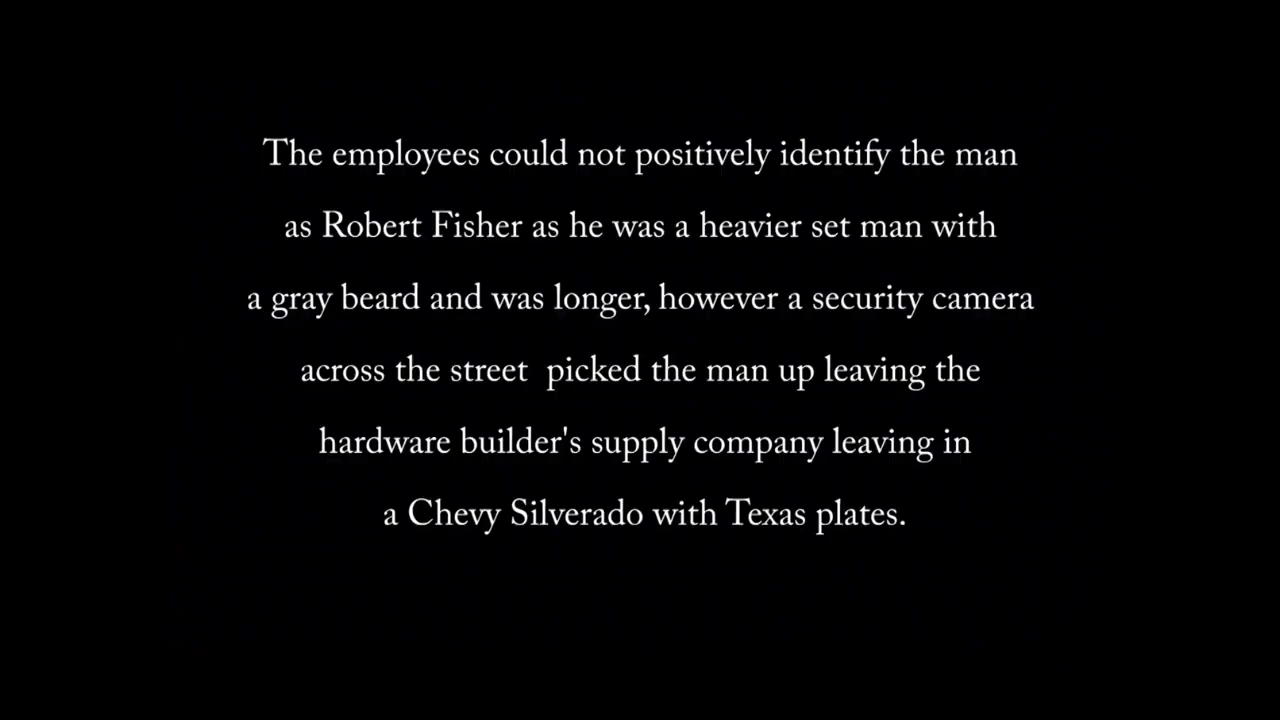 The employees could not positively identify the man
as Robert Fisher as he was a heavier set man with
a gray beard and was longer, however a security camera
across the street  picked the man up leaving the
hardware builder's supply company leaving in
a Chevy Silverado with Texas plates.